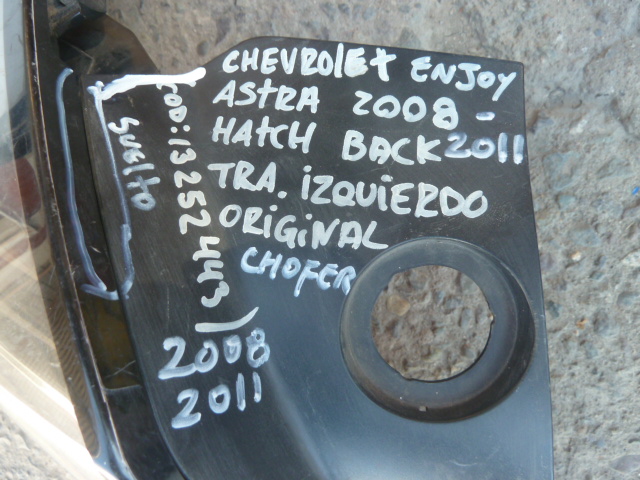 CHEVROLET ENJOY
ASTRA 2008 -
HATCH BACK 2011
TRA. IZQUIERDO
ORIGINAL
CHOFER
COD: 13252443)
SUELTO
2008
2011